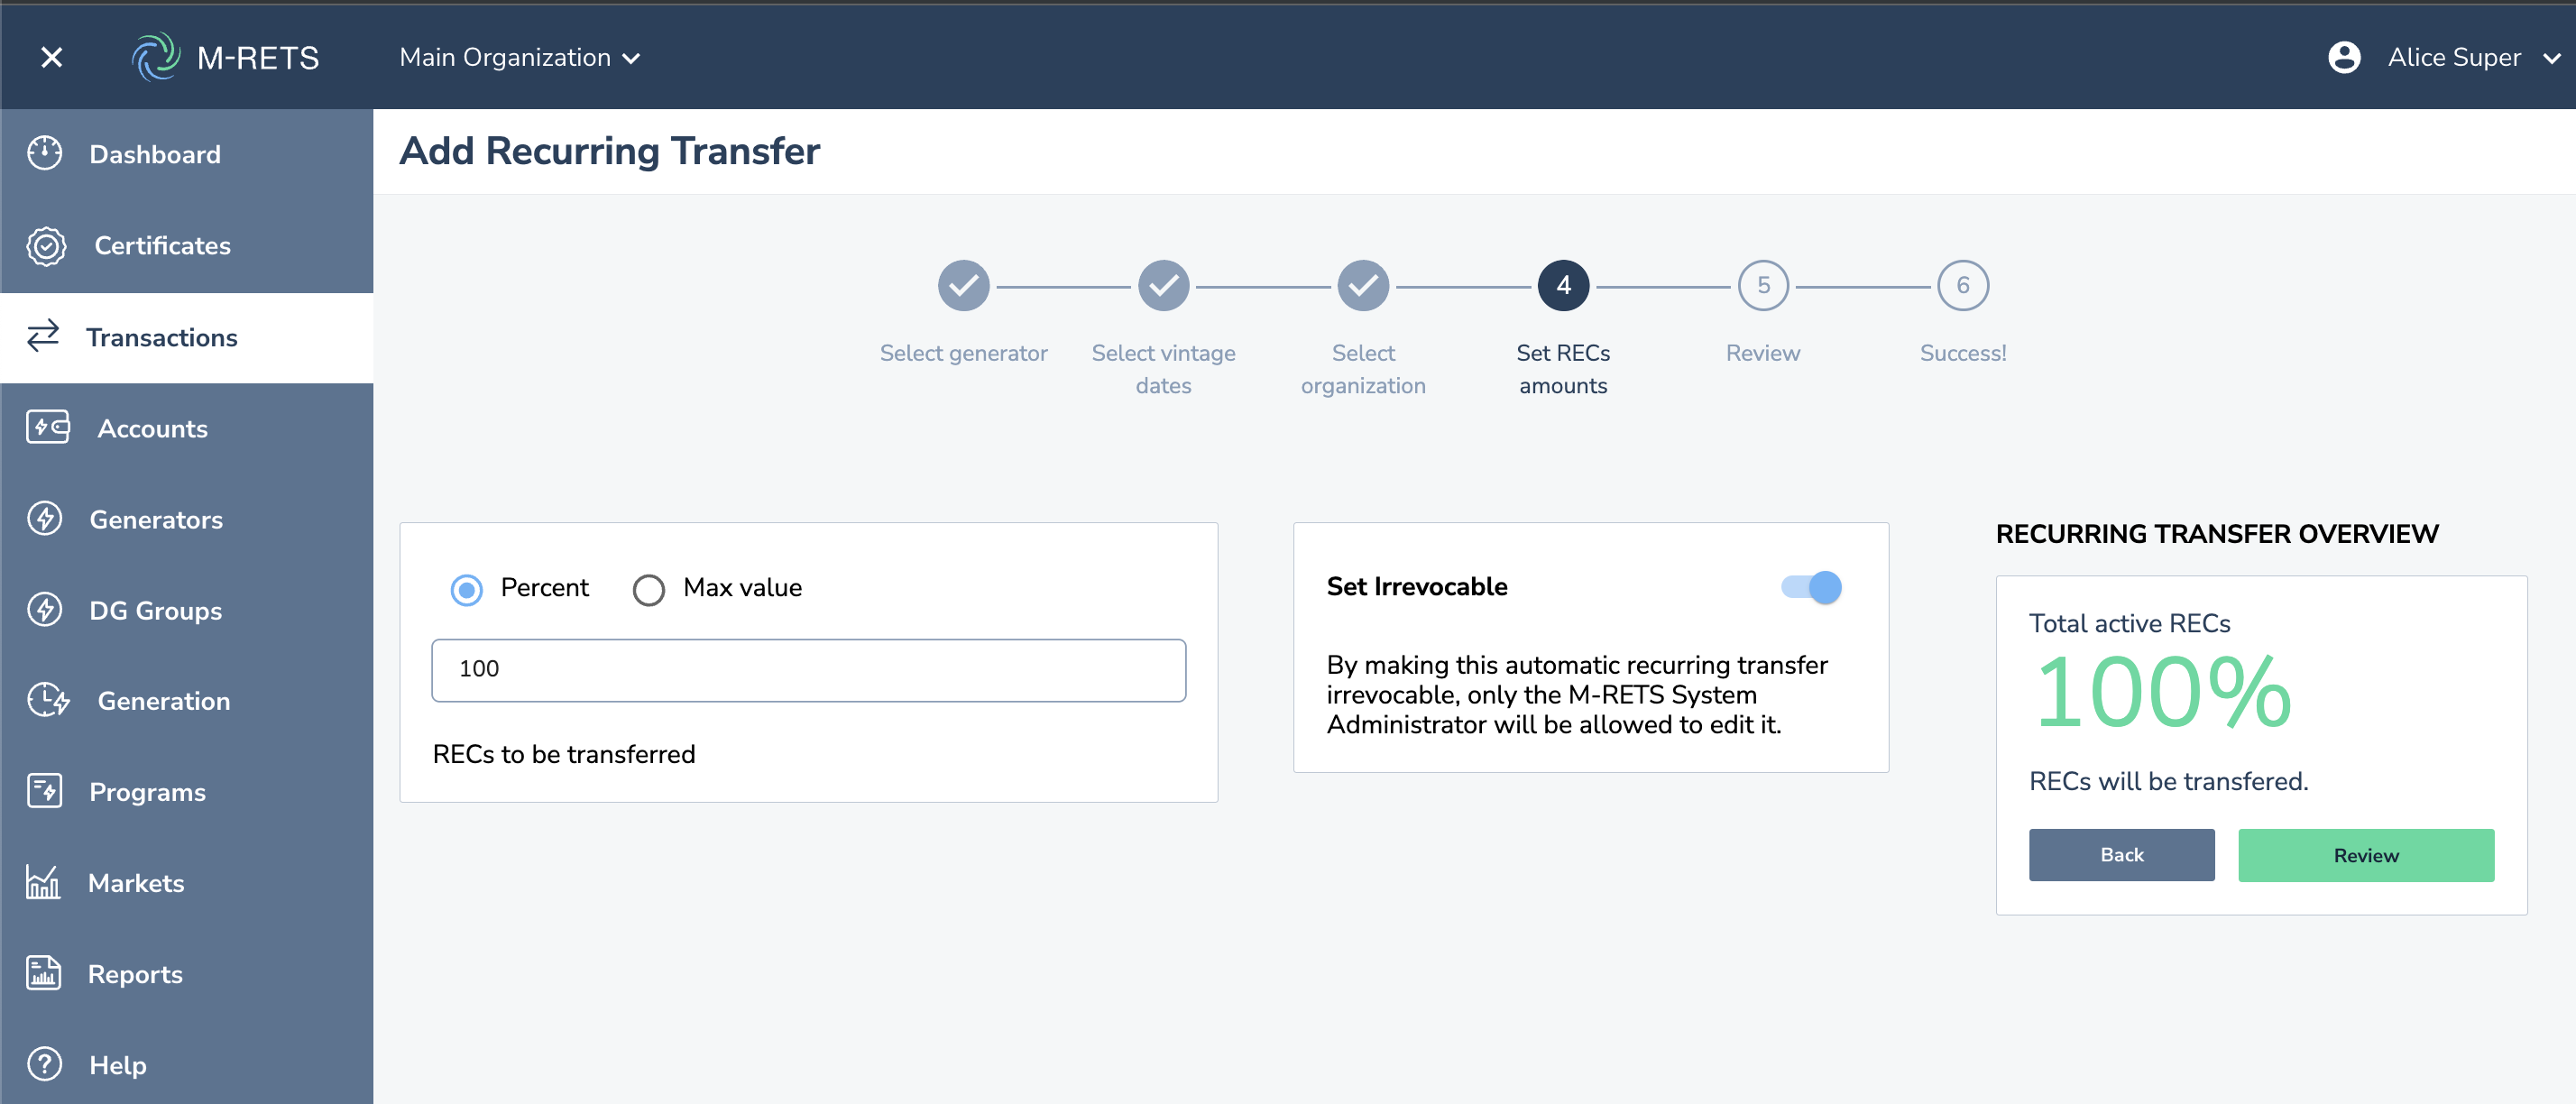 M-RETS
Main Organization
Alice Super
Dashboard
Certificates
Transactions
Accounts
Generators
DG Groups
Generation
Programs
Markets
Reports
Help
Add Recurring Transfer
Select generator
Select vintage
dates
Select
organization
4
Set RECs
amounts
5
Review
6
Success!
Percent
Max value
100
RECs to be transferred
Set Irrevocable
By making this automatic recurring transfer
irrevocable, only the M-RETS System
Administrator will be allowed to edit it.
RECURRING TRANSFER OVERVIEW
Total active RECs
100%
RECs will be transfered.
Back
Review